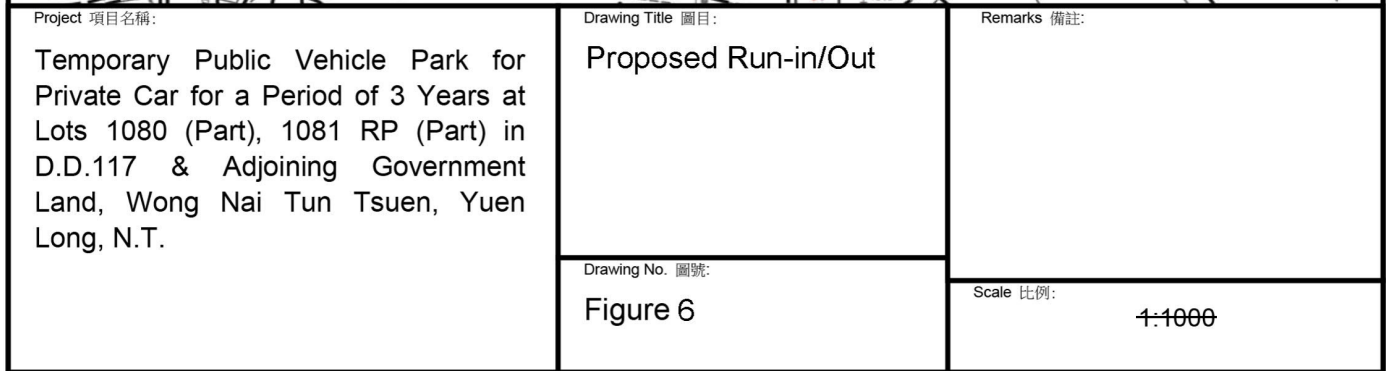 Project 項目名稱:
Temporary Public Vehicle Park for
Private Car for a Period of 3 Years at
Lots 1080 (Part), 1081 RP (Part) in
D.D.117 & Adjoining Government
Land, Wong Nai Tun Tsuen, Yuen
Long, N.T.
Drawing Title 圖目:
Proposed Run-in/Out
Drawing No. 圖號:
Figure 6
Remarks 備註:
Scale 比例:
1:1000